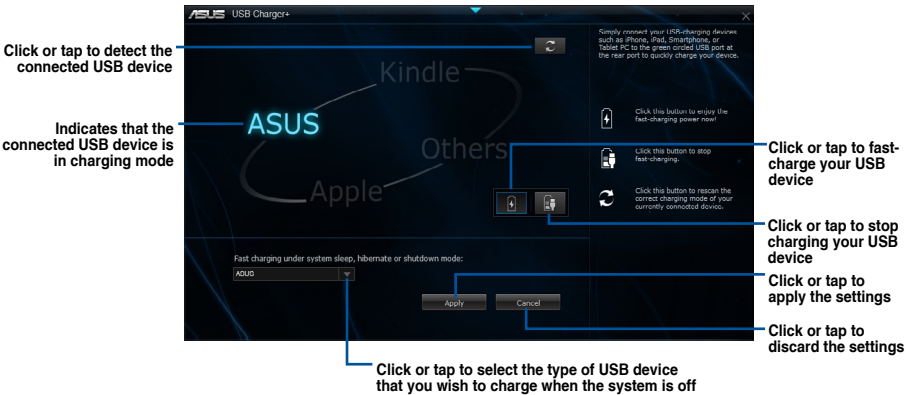 ASUS USB Charger+
Click or tap to detect the
connected USB device
Simply connect your USB-charging devices
such as iPhone, iPad, Smartphone, or
Tablet PC to the green circled USB port at
the rear port to quickly charge your device.
Kindle
ASUS
Others
Apple
Indicates that the
connected USB device is
in charging mode
Click this button to enjoy the
fast-charging power now!
Click this button to stop
fast-charging.
Click this button to rescan the
correct charging mode of your
currently connected device.
Click or tap to fast-
charge your USB
device
Click or tap to stop
charging your USB
device
Fast charging under system sleep, hibernate or shutdown mode:
ASUS
Apply
Cancel
Click or tap to
apply the settings
Click or tap to
discard the settings
Click or tap to select the type of USB device
that you wish to charge when the system is off